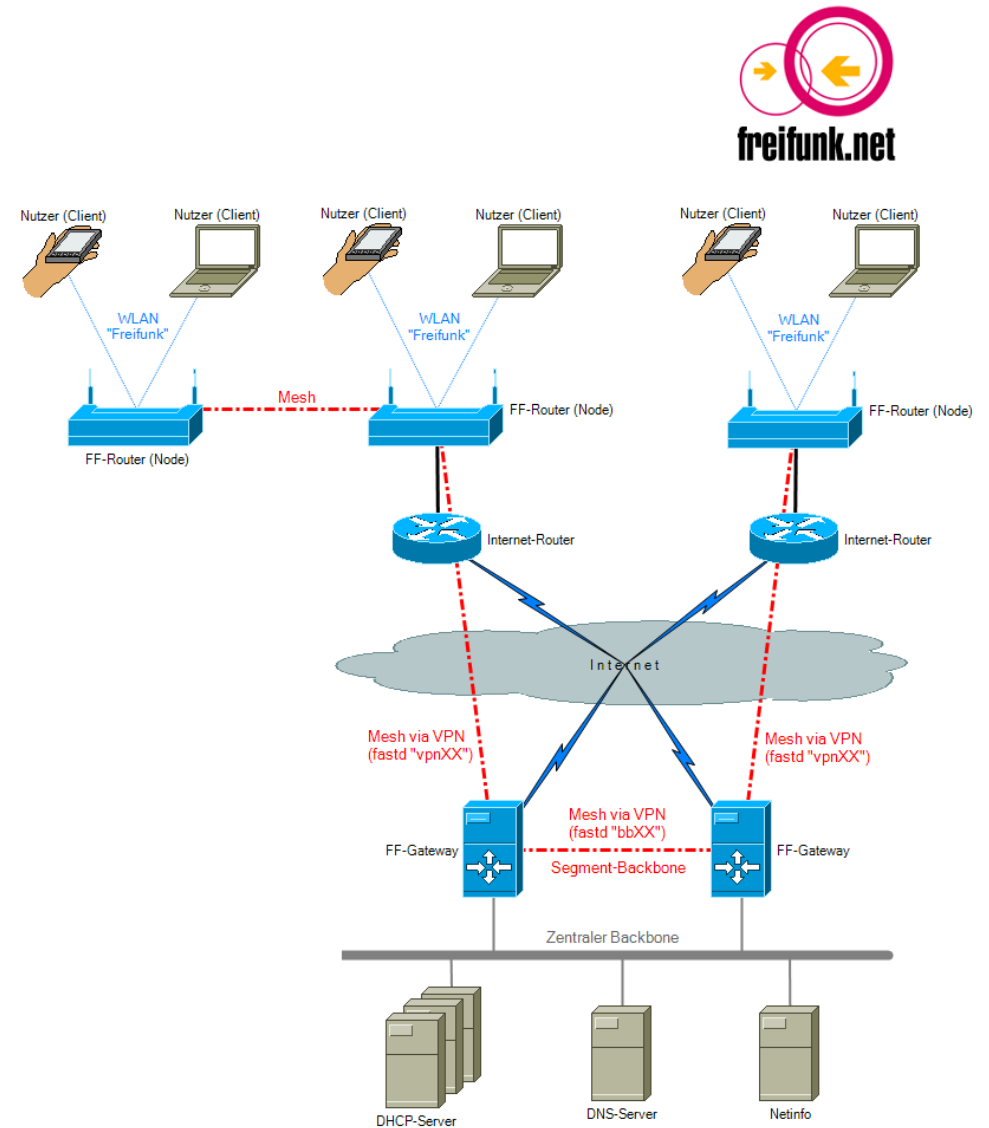 freifunk.net
Nutzer (Client)
Nutzer (Client)
Nutzer (Client)
Nutzer (Client)
Nutzer (Client)
Nutzer (Client)
WLAN
"Freifunk"
WLAN
"Freifunk"
WLAN
"Freifunk"
Mesh
FF-Router (Node)
FF-Router (Node)
FF-Router (Node)
Internet-Router
Internet-Router
Internet
Mesh via VPN
(fastd "vpnXX")
Mesh via VPN
(fastd "vpnXX")
Mesh via VPN
(fastd "bbXX")
FF-Gateway
FF-Gateway
Segment-Backbone
Zentraler Backbone
DHCP-Server
DNS-Server
Netinfo